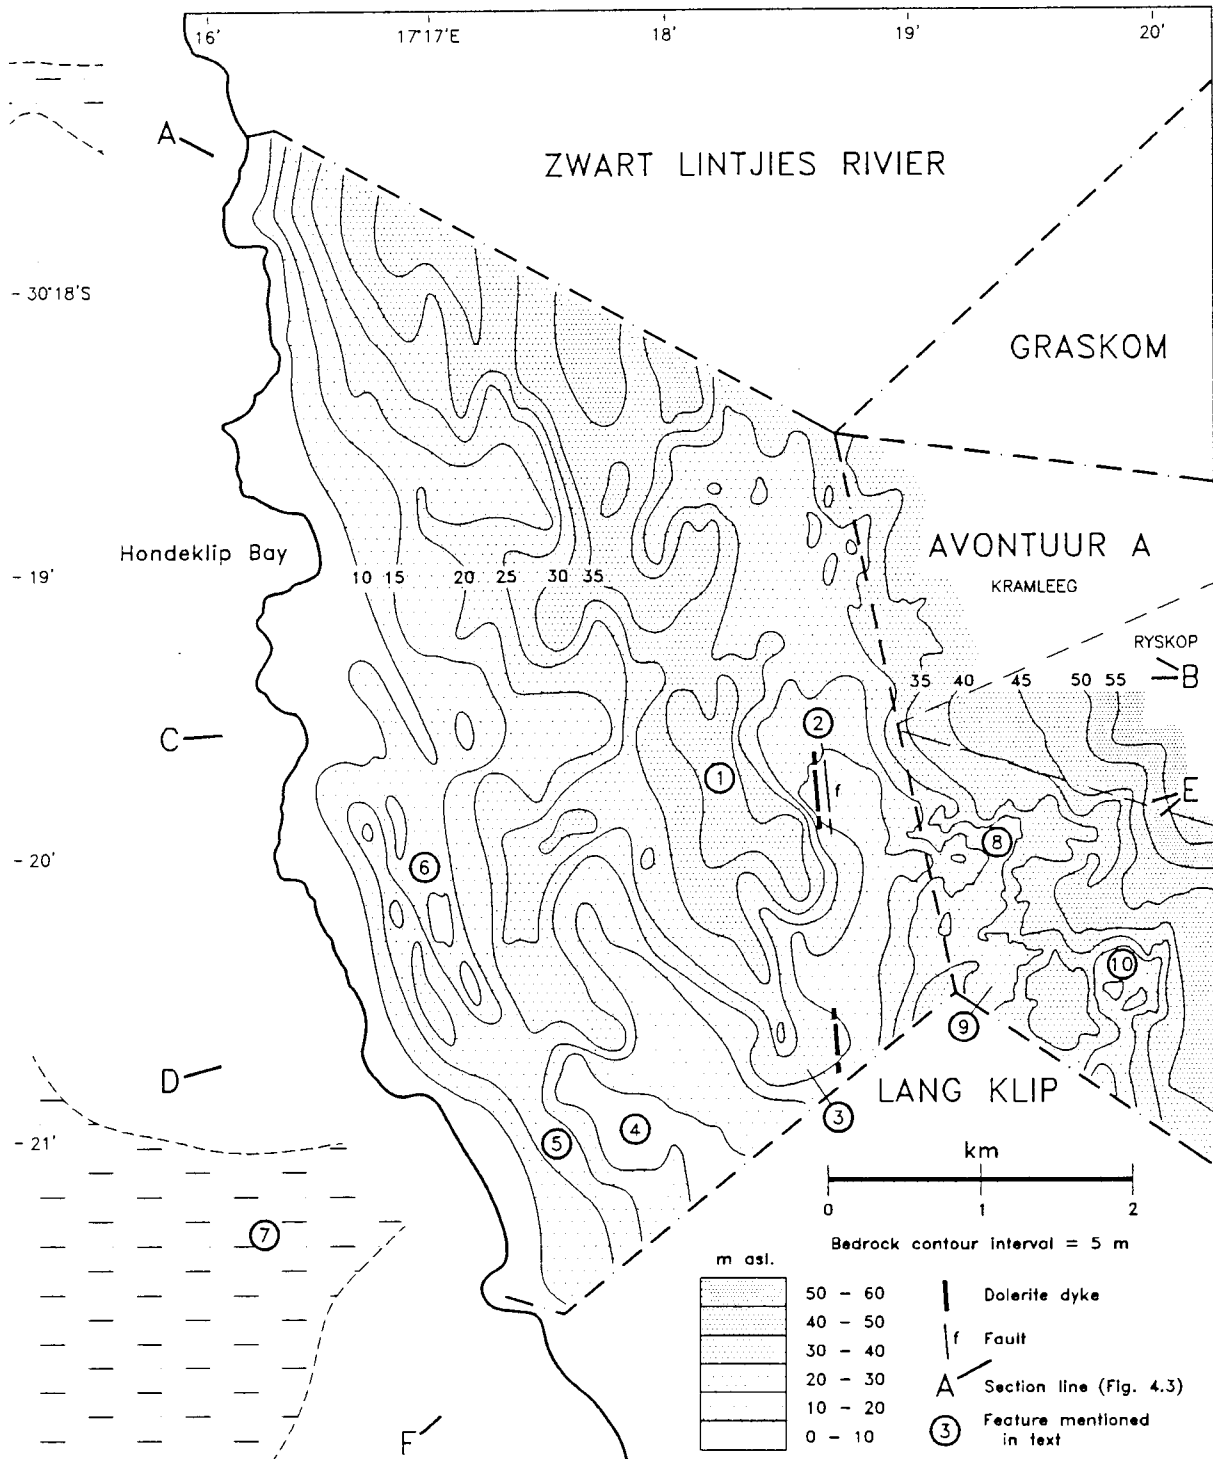 16'
17°17'E
18'
19'
20'
A
ZWART LINTJIES RIVIER
- 30°18'S
GRASKOM
Hondeklip Bay
AVONTUUR A
KRAMLEEG
- 19'
10 15 20 25 30 35
RYSKOP
B
35 40 45 50 55
C
2
1
f
E
8
- 20'
6
10
9
D
LANG KLIP
3
4
5
- 21'
km
0 1 2
7
Bedrock contour interval = 5 m
m asl.
50 - 60
40 - 50
30 - 40
20 - 30
10 - 20
0 - 10
Dolerite dyke
f Fault
A Section line (Fig. 4.3)
3 Feature mentioned
in text
F